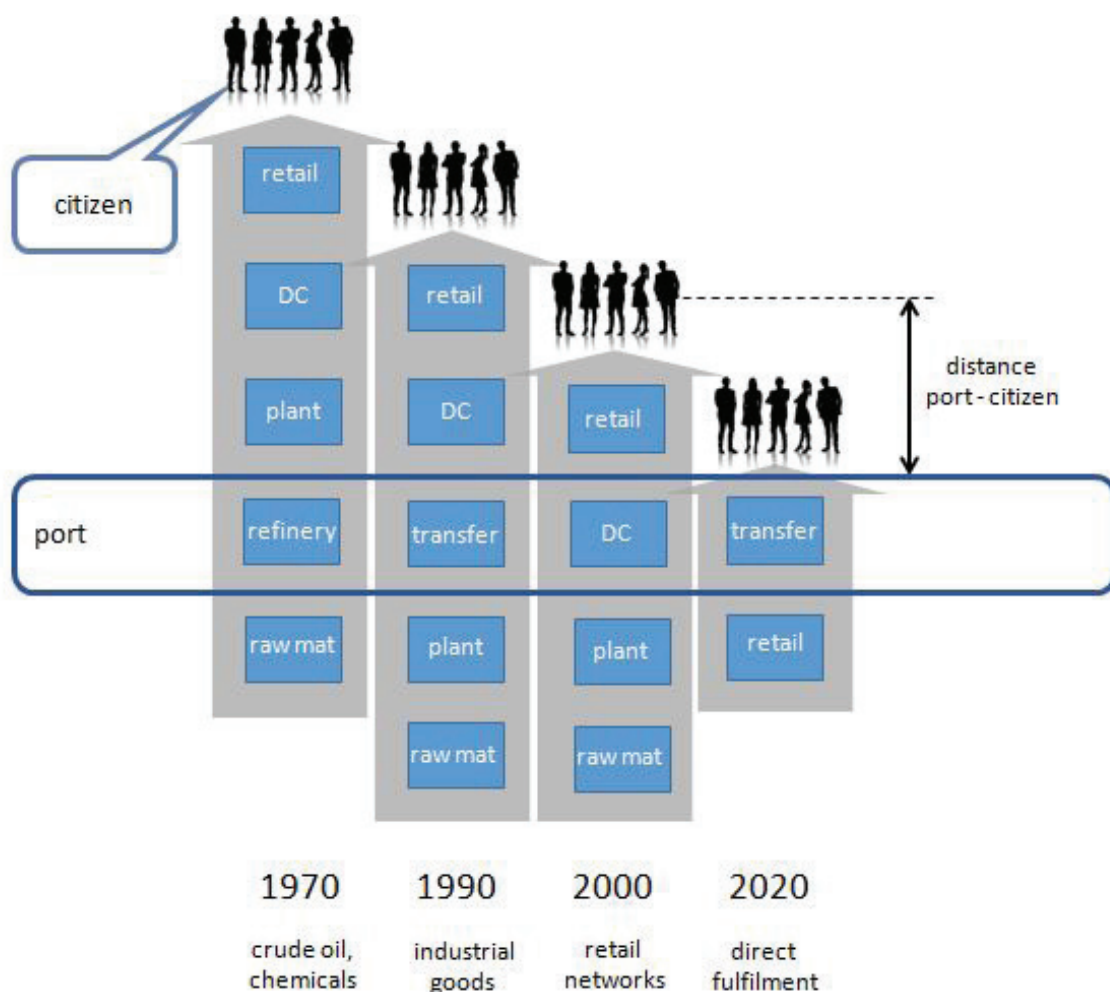 citizen
retail
DC
plant
refinery
raw mat
retail
DC
transfer
plant
raw mat
retail
DC
plant
raw mat
transfer
retail
distance
port - citizen
port
1970
crude oil,
chemicals
1990
industrial
goods
2000
retail
networks
2020
direct
fulfilment